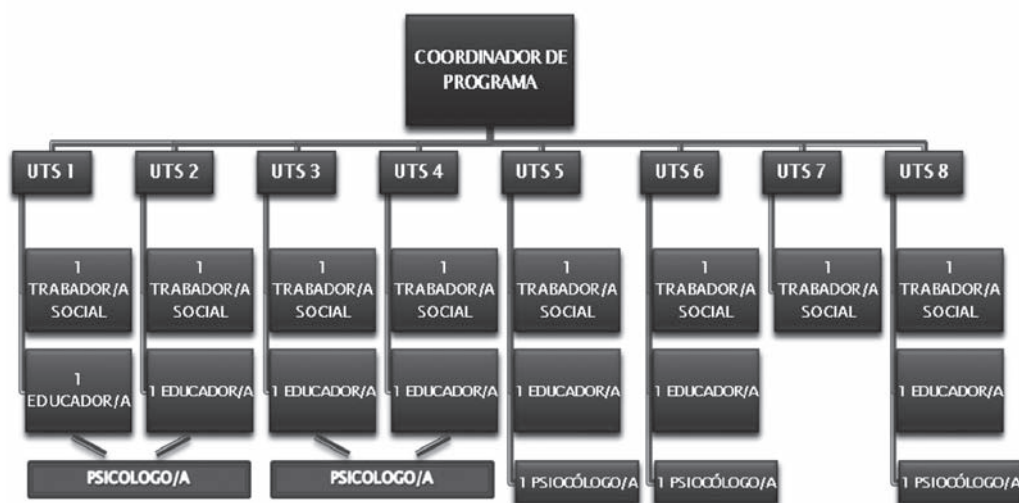 COORDINADOR DE
PROGRAMA
UTS 1
UTS 2
UTS 3
UTS 4
UTS 5
UTS 6
UTS 7
UTS 8
1
TRABADOR/A
SOCIAL
1
TRABADOR/A
SOCIAL
1
TRABADOR/A
SOCIAL
1
TRABADOR/A
SOCIAL
1
TRABADOR/A
SOCIAL
1
TRABADOR/A
SOCIAL
1
TRABADOR/A
SOCIAL
1
TRABADOR/A
SOCIAL
1
EDUCADOR/A
1 EDUCADOR/A
1 EDUCADOR/A
1 EDUCADOR/A
1 EDUCADOR/A
1 EDUCADOR/A
1 EDUCADOR/A
PSICOLOGO/A
PSICOLOGO/A
1 PSIOCÓLOGO/A
1 PSIOCÓLOGO/A
1 PSIOCÓLOGO/A